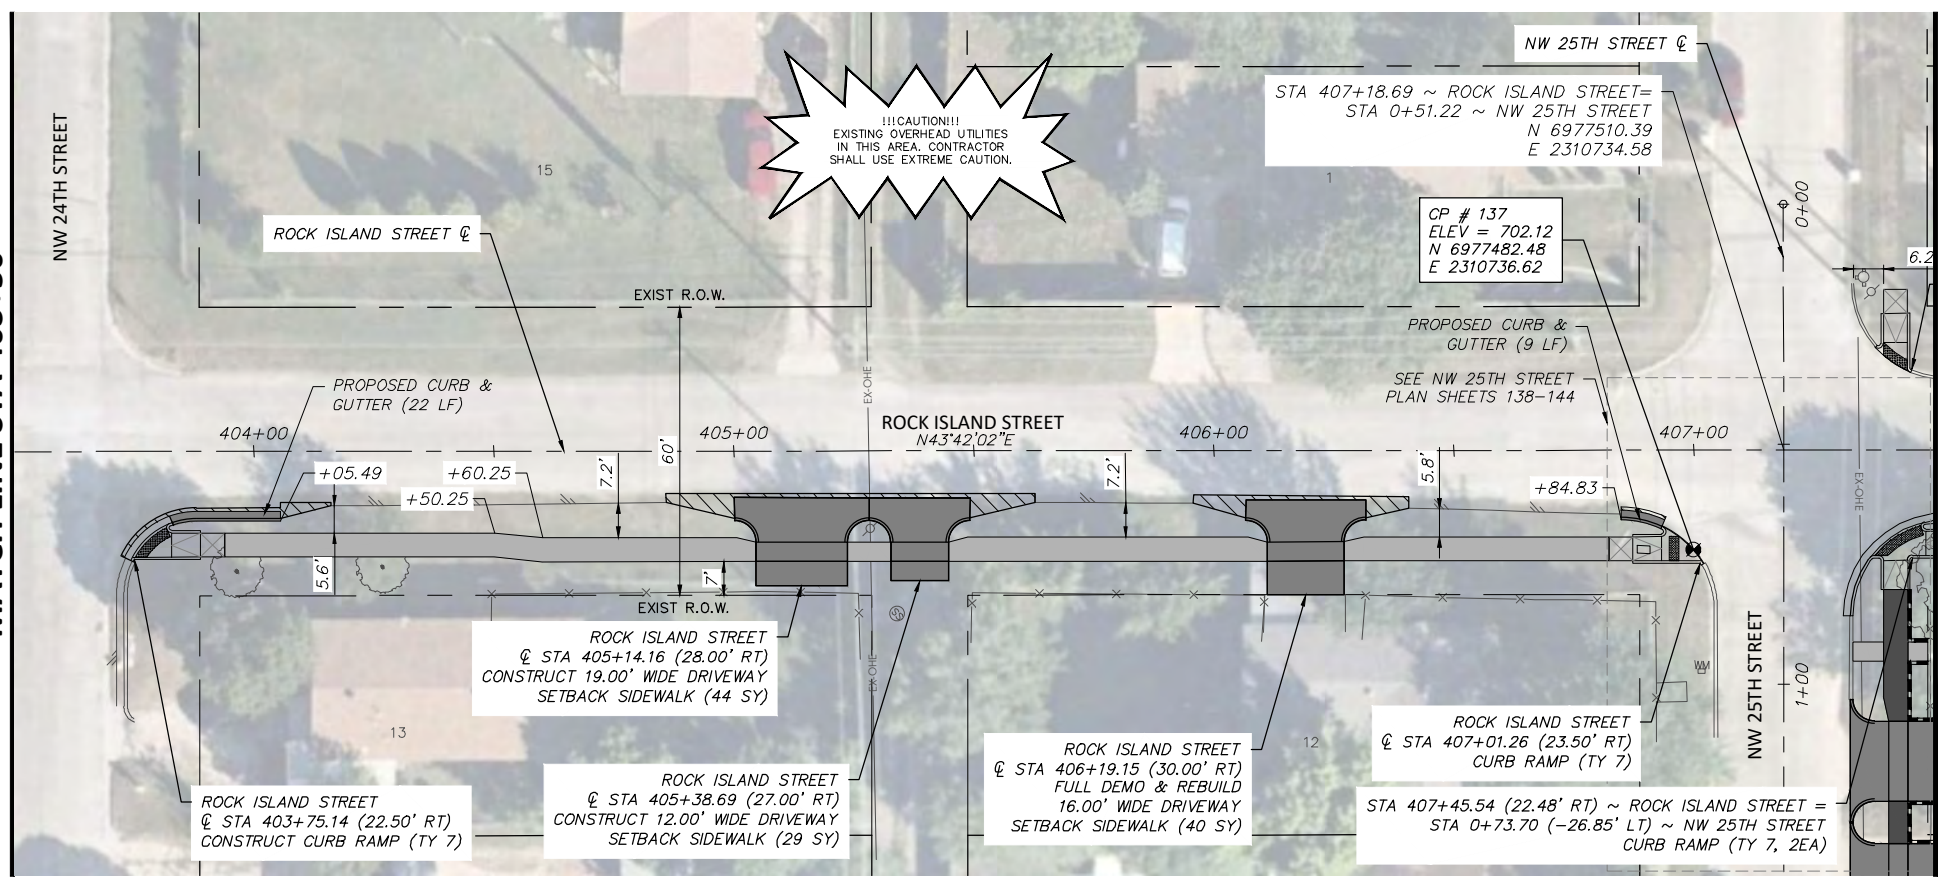 NW 24TH STREET
ROCK ISLAND STREET ℄
!!!CAUTION!!!
EXISTING OVERHEAD UTILITIES
IN THIS AREA. CONTRACTOR
SHALL USE EXTREME CAUTION.
15
1
NW 25TH STREET ℄
STA 407+18.69 ~ ROCK ISLAND STREET=
STA 0+51.22 ~ NW 25TH STREET
N 6977510.39
E 2310734.58
CP # 137
ELEV = 702.12
N 6977482.48
E 2310736.62
0+00
6.2
EXIST R.O.W.
PROPOSED CURB &
GUTTER (9 LF)
SEE NW 25TH STREET
PLAN SHEETS 138-144
PROPOSED CURB &
GUTTER (22 LF)
EX-OHE
ROCK ISLAND STREET
N43°42'02"E
404+00
405+00
406+00
407+00
+05.49
+60.25
+50.25
7.2'
60'
7.2'
5.8'
+84.83
EX-OHE
5.6'
7'
EXIST R.O.W.
ROCK ISLAND STREET
℄ STA 405+14.16 (28.00' RT)
CONSTRUCT 19.00' WIDE DRIVEWAY
SETBACK SIDEWALK (44 SY)
EX-OHE
S
WM
1+00
NW 25TH STREET
13
12
ROCK ISLAND STREET
℄ STA 403+75.14 (22.50' RT)
CONSTRUCT CURB RAMP (TY 7)
ROCK ISLAND STREET
℄ STA 405+38.69 (27.00' RT)
CONSTRUCT 12.00' WIDE DRIVEWAY
SETBACK SIDEWALK (29 SY)
ROCK ISLAND STREET
℄ STA 406+19.15 (30.00' RT)
FULL DEMO & REBUILD
16.00' WIDE DRIVEWAY
SETBACK SIDEWALK (40 SY)
ROCK ISLAND STREET
℄ STA 407+01.26 (23.50' RT)
CURB RAMP (TY 7)
STA 407+45.54 (22.48' RT) ~ ROCK ISLAND STREET =
STA 0+73.70 (-26.85' LT) ~ NW 25TH STREET
CURB RAMP (TY 7, 2EA)